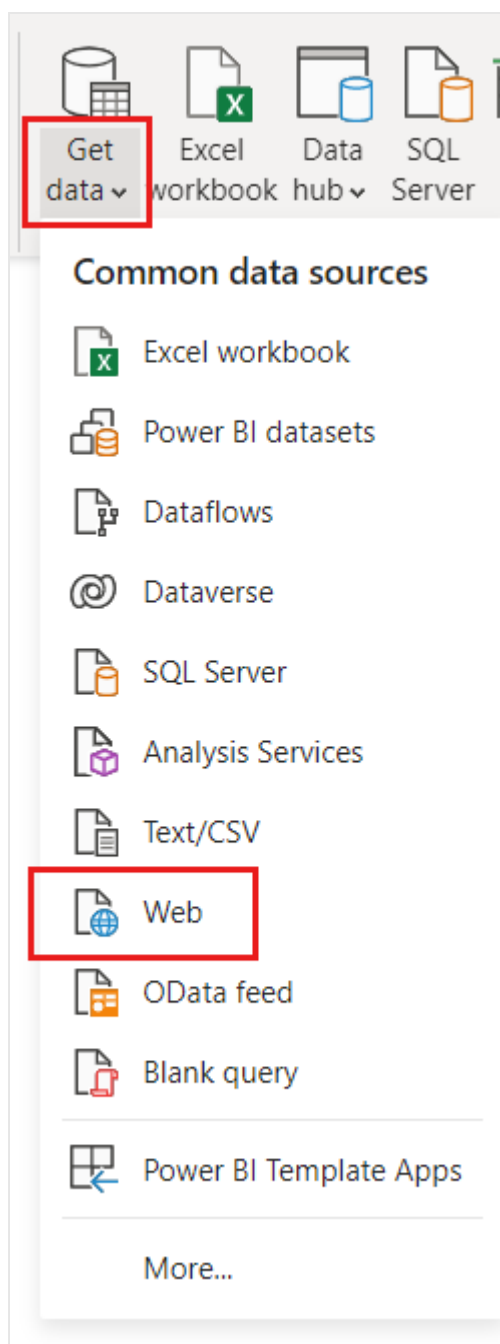 Get Excel Data SQL
data workbook hub Server
Common data sources
X Excel workbook
Power BI datasets
Dataflows
Dataverse
SQL Server
Analysis Services
Text/CSV
Web
OData feed
Blank query
Power BI Template Apps
More...